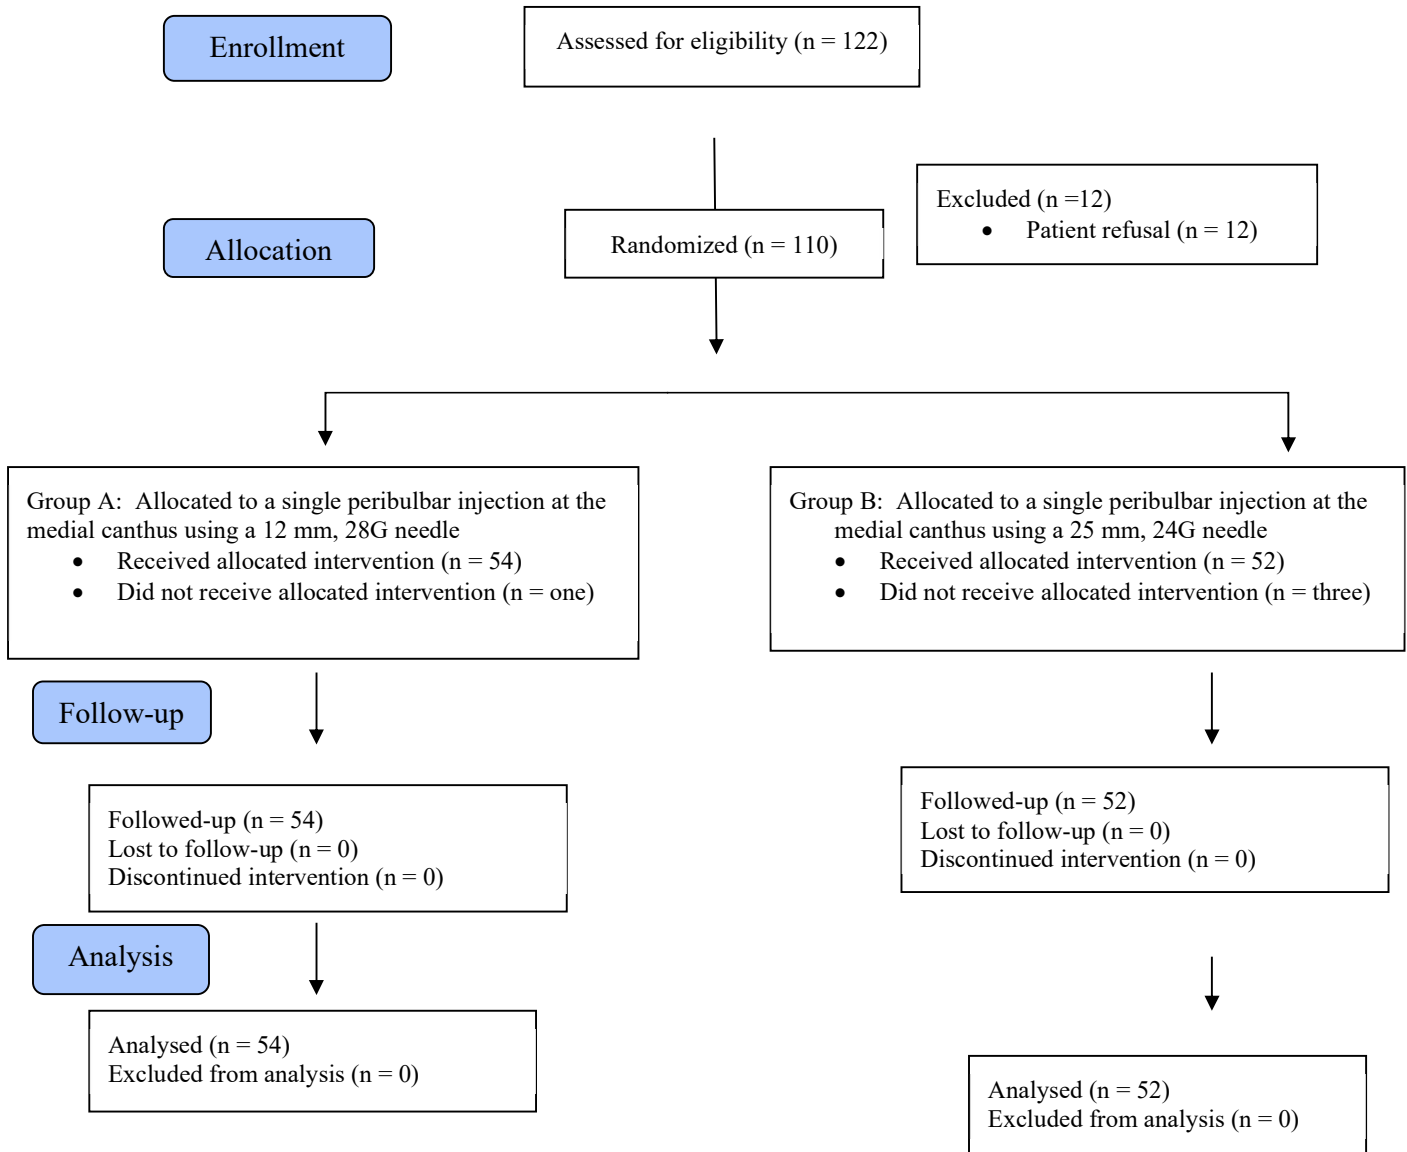 Enrollment
Assessed for eligibility (n = 122)
Excluded (n =12)
• Patient refusal (n = 12)
Allocation
Randomized (n = 110)
Group A: Allocated to a single peribulbar injection at the
medial canthus using a 12 mm, 28G needle
• Received allocated intervention (n = 54)
• Did not receive allocated intervention (n = one)
Group B: Allocated to a single peribulbar injection at the
medial canthus using a 25 mm, 24G needle
• Received allocated intervention (n = 52)
• Did not receive allocated intervention (n = three)
Follow-up
Followed-up (n = 54)
Lost to follow-up (n = 0)
Discontinued intervention (n = 0)
Followed-up (n = 52)
Lost to follow-up (n = 0)
Discontinued intervention (n = 0)
Analysis
Analysed (n = 54)
Excluded from analysis (n = 0)
Analysed (n = 52)
Excluded from analysis (n = 0)